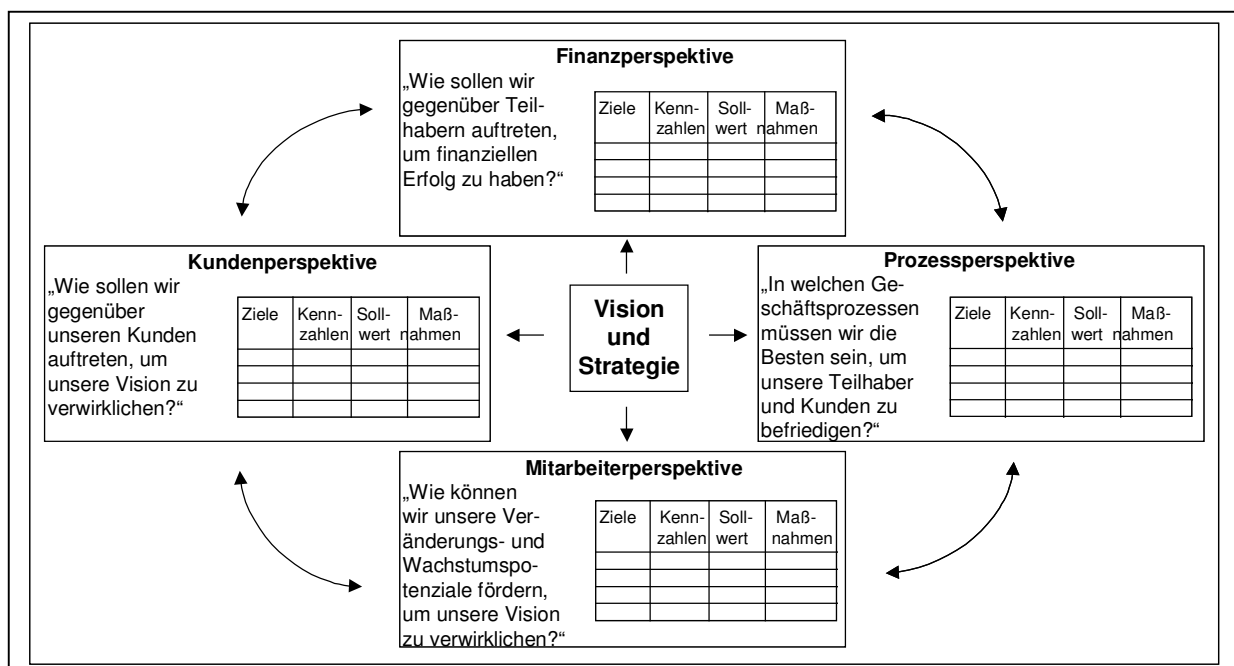 Finanzperspektive
„Wie sollen wir
gegenüber Teil-
habern auftreten,
um finanziellen
Erfolg zu haben?“
Ziele Kenn- Soll- Maß-
zahlen wert nahmen
Kundenperspektive
„Wie sollen wir
gegenüber
unseren Kunden
auftreten, um
unsere Vision zu
verwirklichen?“
Ziele Kenn- Soll- Maß-
zahlen wert nahmen
Vision
und
Strategie
Prozessperspektive
„In welchen Ge-
schäftsprozessen
müssen wir die
Besten sein, um
unsere Teilhaber
und Kunden zu
befriedigen?“
Ziele Kenn- Soll- Maß-
zahlen wert nahmen
Mitarbeiterperspektive
„Wie können
wir unsere Ver-
änderungs- und
Wachstumspo-
tenziale fördern,
um unsere Vision
zu verwirklichen?“
Ziele Kenn- Soll- Maß-
zahlen wert nahmen